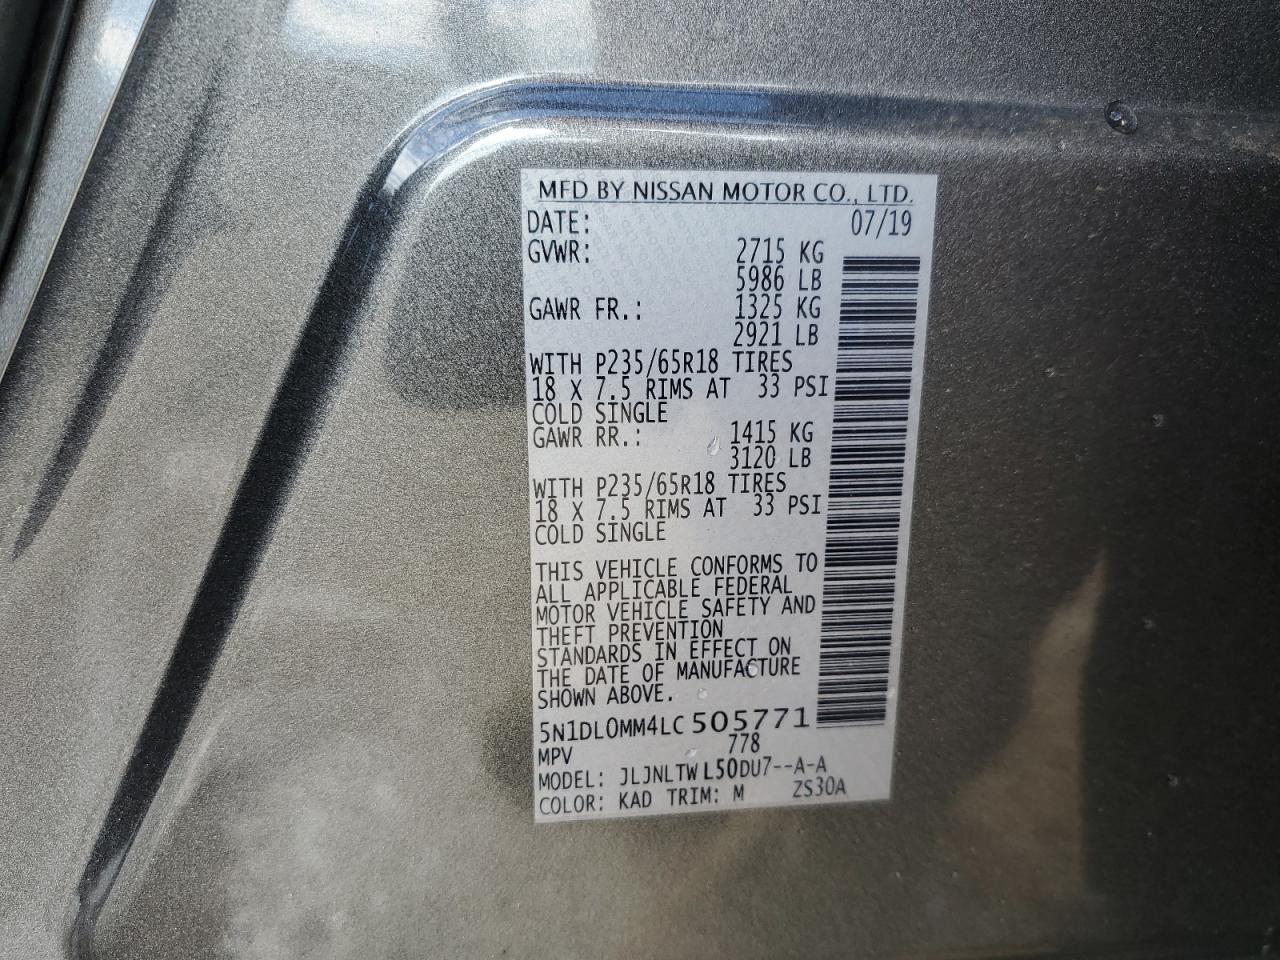 MFD BY NISSAN MOTOR CO., LTD.
DATE: 07/19
GVWR: 2715 KG
5986 LB
GAWR FR.: 1325 KG
2921 LB
WITH P235/65R18 TIRES
18 X 7.5 RIMS AT 33 PSI
COLD SINGLE
GAWR RR.: 1415 KG
3120 LB
WITH P235/65R18 TIRES
18 X 7.5 RIMS AT 33 PSI
COLD SINGLE
THIS VEHICLE CONFORMS TO
ALL APPLICABLE FEDERAL
MOTOR VEHICLE SAFETY AND
THEFT PREVENTION
STANDARDS IN EFFECT ON
THE DATE OF MANUFACTURE
SHOWN ABOVE.
5N1DL0MM4LC505771
MPV 778
MODEL: JLJNLTWL50DU7--A-A
COLOR: KAD TRIM: M ZS30A